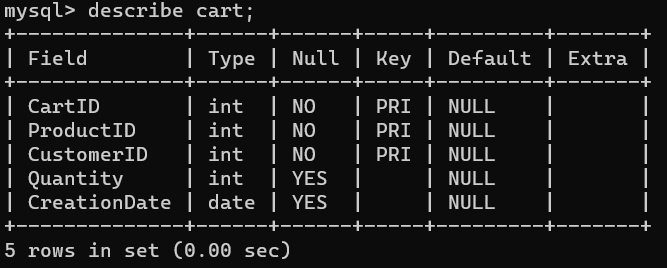 mysql> describe cart;
+--------------+------+------+-----+---------+-------+
| Field        | Type | Null | Key | Default | Extra |
+--------------+------+------+-----+---------+-------+
| CartID       | int  | NO   | PRI | NULL    |       |
| ProductID    | int  | NO   | PRI | NULL    |       |
| CustomerID   | int  | NO   | PRI | NULL    |       |
| Quantity     | int  | YES  |     | NULL    |       |
| CreationDate | date | YES  |     | NULL    |       |
+--------------+------+------+-----+---------+-------+
5 rows in set (0.00 sec)